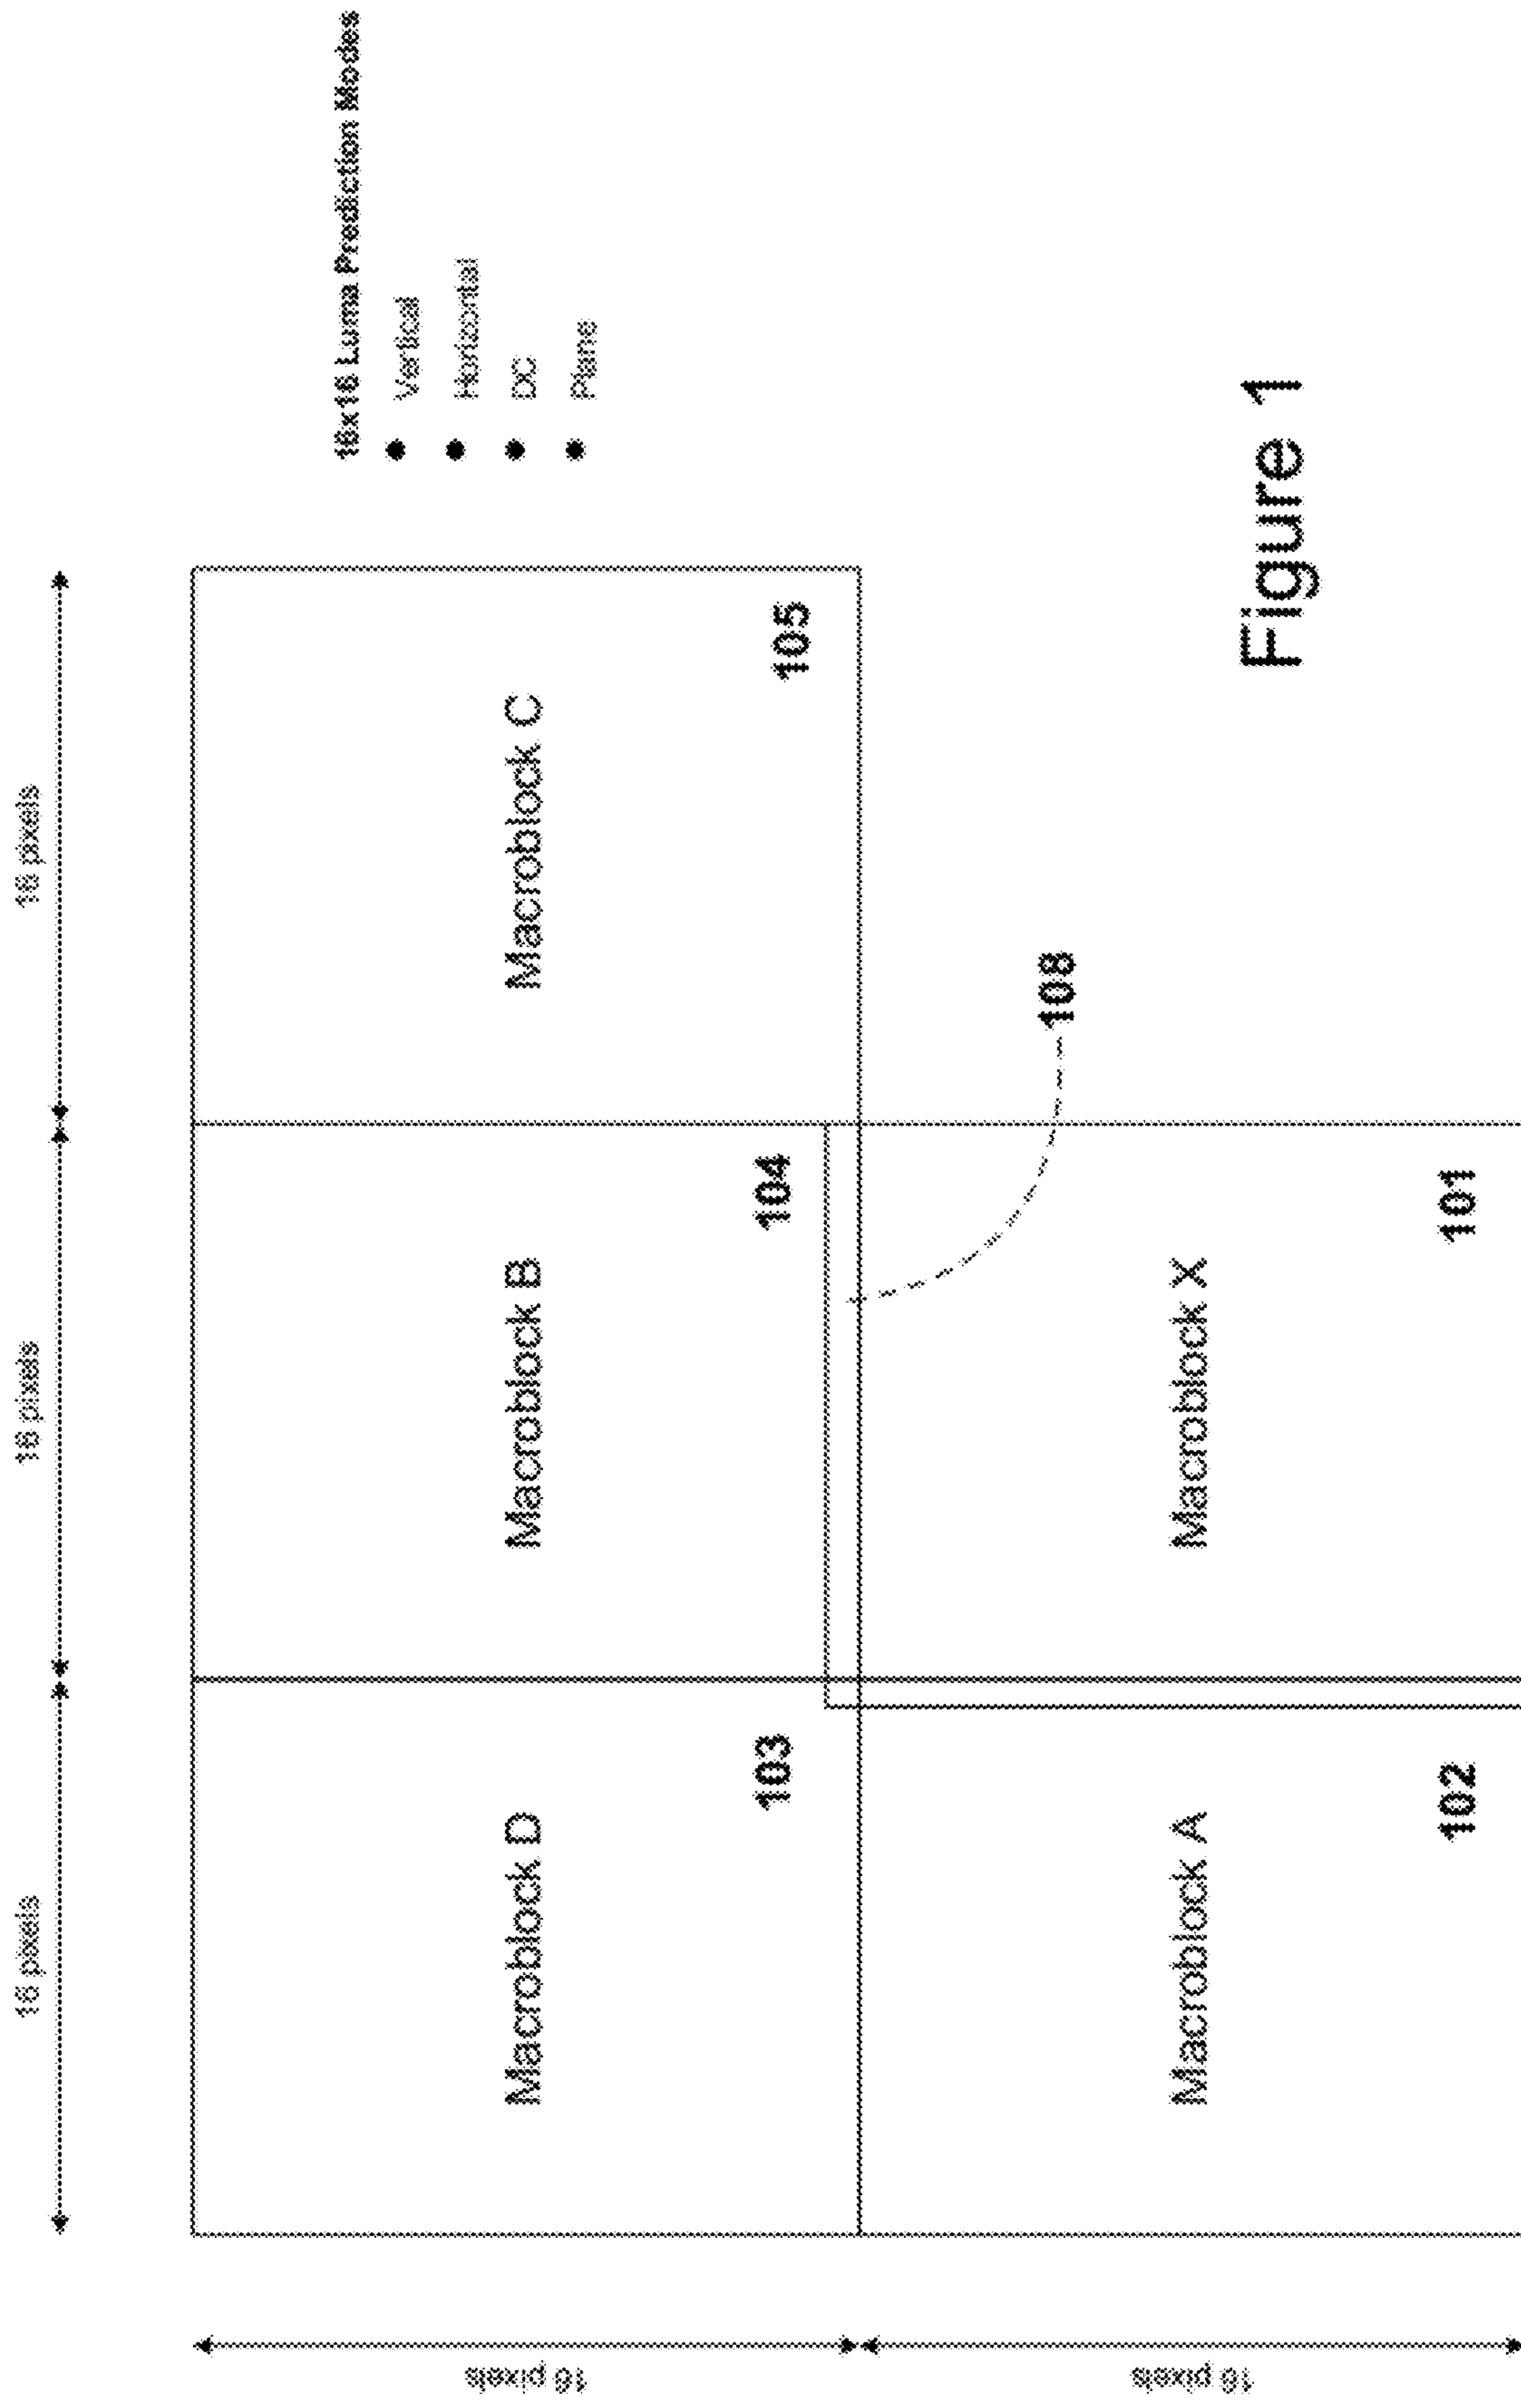 16 pixels
16 pixels
16 pixels
16x16 Luma Prediction Modes
● Vertical
● Horizontal
● DC
● Plane
16 pixels
Macroblock D
Macroblock B
Macroblock C
103
104
105
108
16 pixels
Macroblock A
Macroblock X
102
101
Figure 1